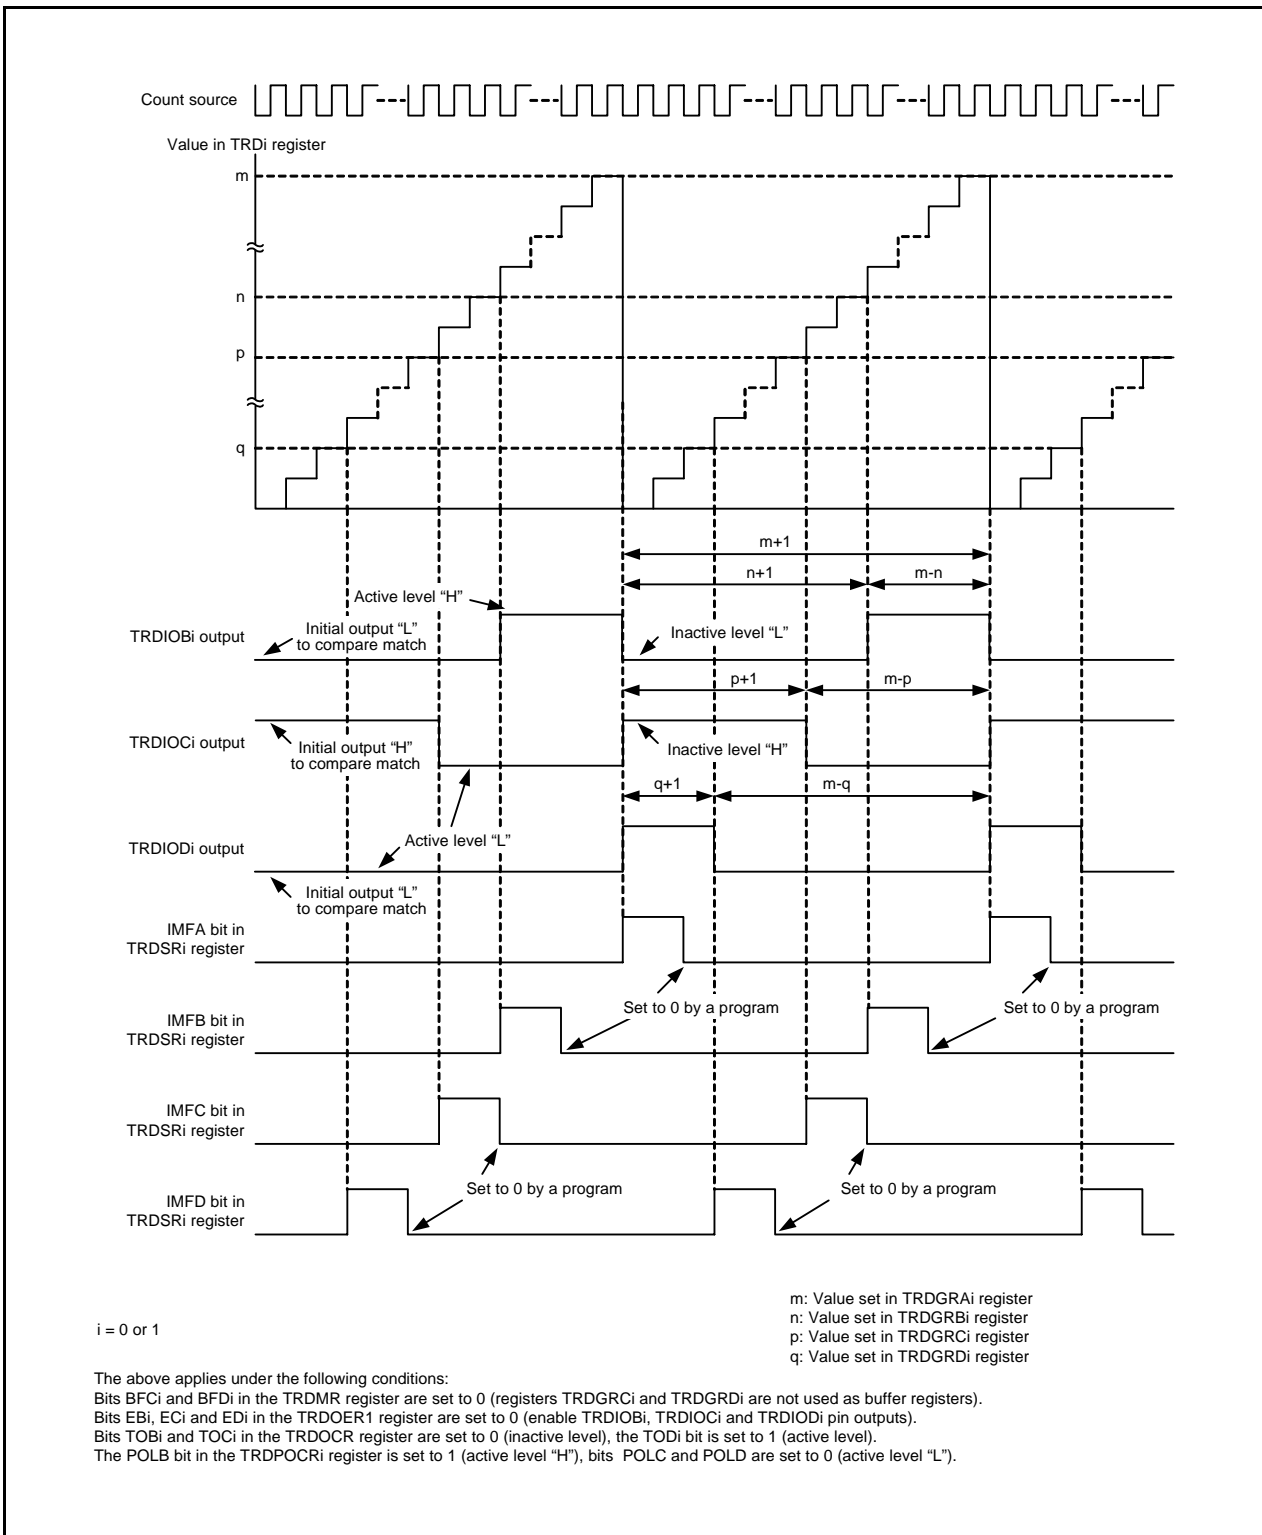 Count source
Value in TRDi register
m
n
p
q
m+1
n+1
m-n
Active level “H”
TRDIOBi output
Initial output “L”
to compare match
Inactive level “L”
p+1
m-p
TRDIOCi output
Initial output “H”
to compare match
Inactive level “H”
q+1
m-q
Active level “L”
TRDIODi output
Initial output “L”
to compare match
IMFA bit in
TRDSRi register
Set to 0 by a program
Set to 0 by a program
IMFB bit in
TRDSRi register
IMFC bit in
TRDSRi register
Set to 0 by a program
Set to 0 by a program
IMFD bit in
TRDSRi register
m: Value set in TRDGRAi register
n: Value set in TRDGRBi register
p: Value set in TRDGRCi register
q: Value set in TRDGRDi register
i = 0 or 1
The above applies under the following conditions:
Bits BFCi and BFDi in the TRDMR register are set to 0 (registers TRDGRCi and TRDGRDi are not used as buffer registers).
Bits EBi, ECi and EDi in the TRDOER1 register are set to 0 (enable TRDIOBi, TRDIOCi and TRDIODi pin outputs).
Bits TOBi and TOCi in the TRDOCR register are set to 0 (inactive level), the TODi bit is set to 1 (active level).
The POLB bit in the TRDPOCRi register is set to 1 (active level “H”), bits  POLC and POLD are set to 0 (active level “L”).